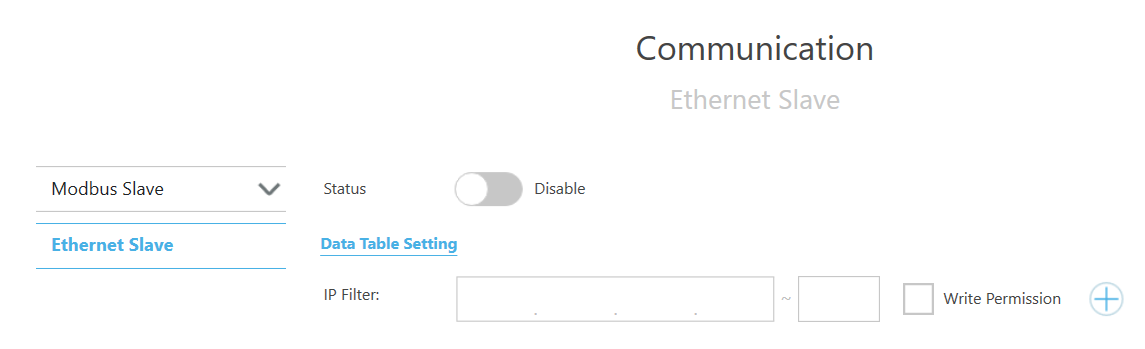 Communication
Ethernet Slave
Modbus Slave
Status
Disable
Ethernet Slave
Data Table Setting
IP Filter:
. . . ~
Write Permission